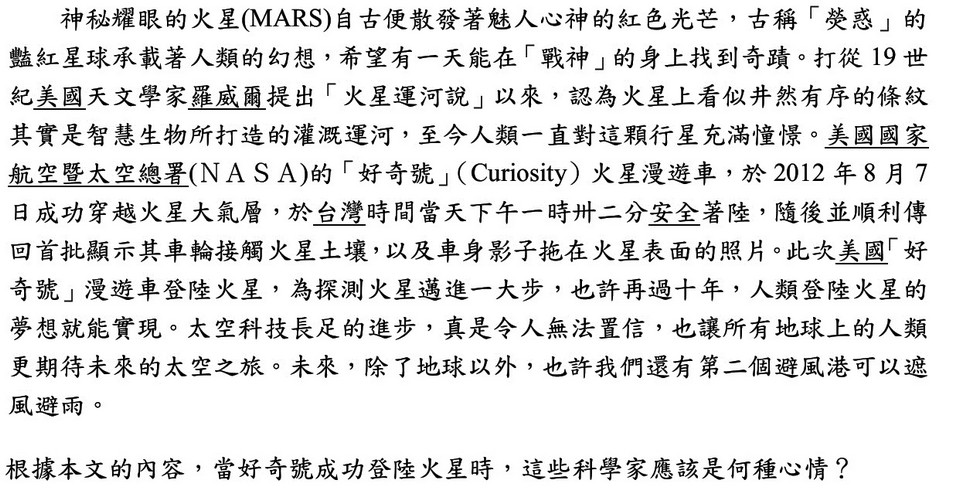 神秘耀眼的火星(MARS)自古便散發著魅人心神的紅色光芒，古稱「熒惑」的
豔紅星球承載著人類的幻想，希望有一天能在「戰神」的身上找到奇蹟。打從 19 世
紀美國天文學家羅威爾提出「火星運河說」以來，認為火星上看似井然有序的條紋
其實是智慧生物所打造的灌溉運河，至今人類一直對這顆行星充滿憧憬。美國國家
航空暨太空總署(ＮＡＳＡ)的「好奇號」（Curiosity）火星漫遊車，於 2012 年 8 月 7
日成功穿越火星大氣層，於台灣時間當天下午一時卅二分安全著陸，隨後並順利傳
回首批顯示其車輪接觸火星土壤，以及車身影子拖在火星表面的照片。此次美國「好
奇號」漫遊車登陸火星，為探測火星邁進一大步，也許再過十年，人類登陸火星的
夢想就能實現。太空科技長足的進步，真是令人無法置信，也讓所有地球上的人類
更期待未來的太空之旅。未來，除了地球以外，也許我們還有第二個避風港可以遮
風避雨。
根據本文的內容，當好奇號成功登陸火星時，這些科學家應該是何種心情？